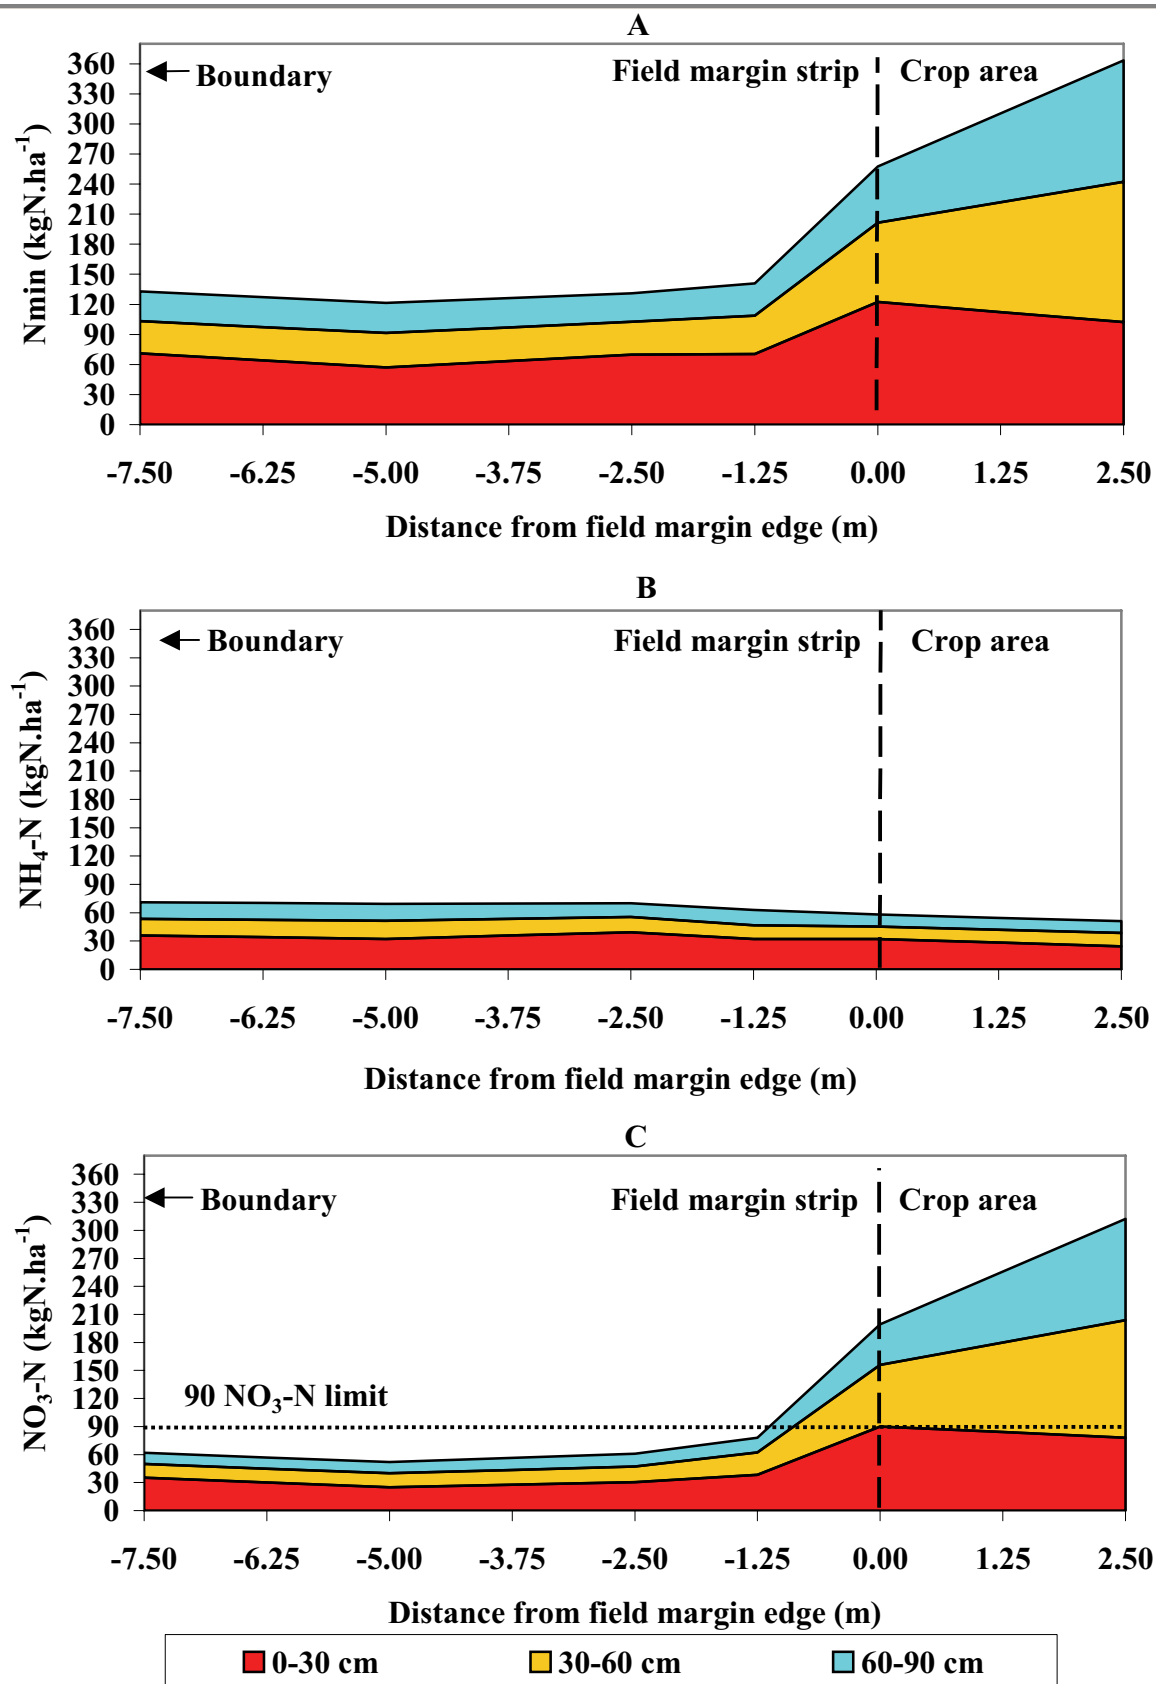 A
Boundary
Field margin strip
Crop area
Nmin (kgN.ha⁻¹)
360
330
300
270
240
210
180
150
120
90
60
30
0
-7.50 -6.25 -5.00 -3.75 -2.50 -1.25 0.00 1.25 2.50
Distance from field margin edge (m)
B
Boundary
Field margin strip
Crop area
NH₄-N (kgN.ha⁻¹)
360
330
300
270
240
210
180
150
120
90
60
30
0
-7.50 -6.25 -5.00 -3.75 -2.50 -1.25 0.00 1.25 2.50
Distance from field margin edge (m)
C
Boundary
Field margin strip
Crop area
NO₃-N (kgN.ha⁻¹)
360
330
300
270
240
210
180
150
120
90
60
30
0
90 NO₃-N limit
-7.50 -6.25 -5.00 -3.75 -2.50 -1.25 0.00 1.25 2.50
Distance from field margin edge (m)
0-30 cm 30-60 cm 60-90 cm